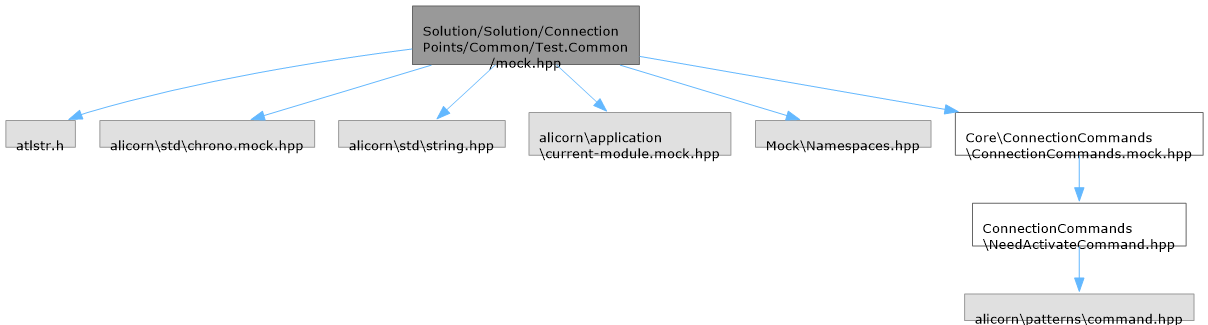 Solution/Solution/Connection
Points/Common/Test.Common
/mock.hpp
atlstr.h
alicorn\std\chrono.mock.hpp
alicorn\std\string.hpp
alicorn\application
\current-module.mock.hpp
Mock\Namespaces.hpp
Core\ConnectionCommands
\ConnectionCommands.mock.hpp
ConnectionCommands
\NeedActivateCommand.hpp
alicorn\patterns\command.hpp